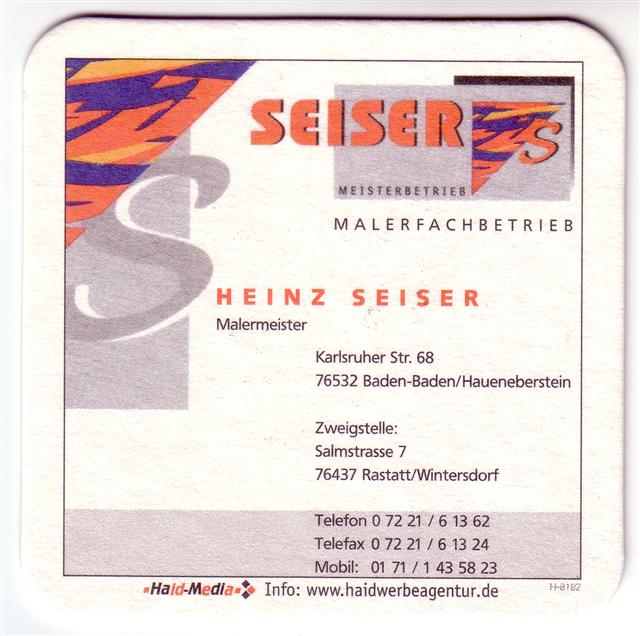 SEISER S
MEISTERBETRIEB
MALERFACHBETRIEB
S
HEINZ SEISER
Malermeister
Karlsruher Str. 68
76532 Baden-Baden/Haueneberstein
Zweigstelle:
Salmstrasse 7
76437 Rastatt/Wintersdorf
Telefon 0 72 21 / 6 13 62
Telefax 0 72 21 / 6 13 24
Mobil: 01 71 / 1 43 58 23
Haid-Media Info: www.haidwerbeagentur.de
H-8182